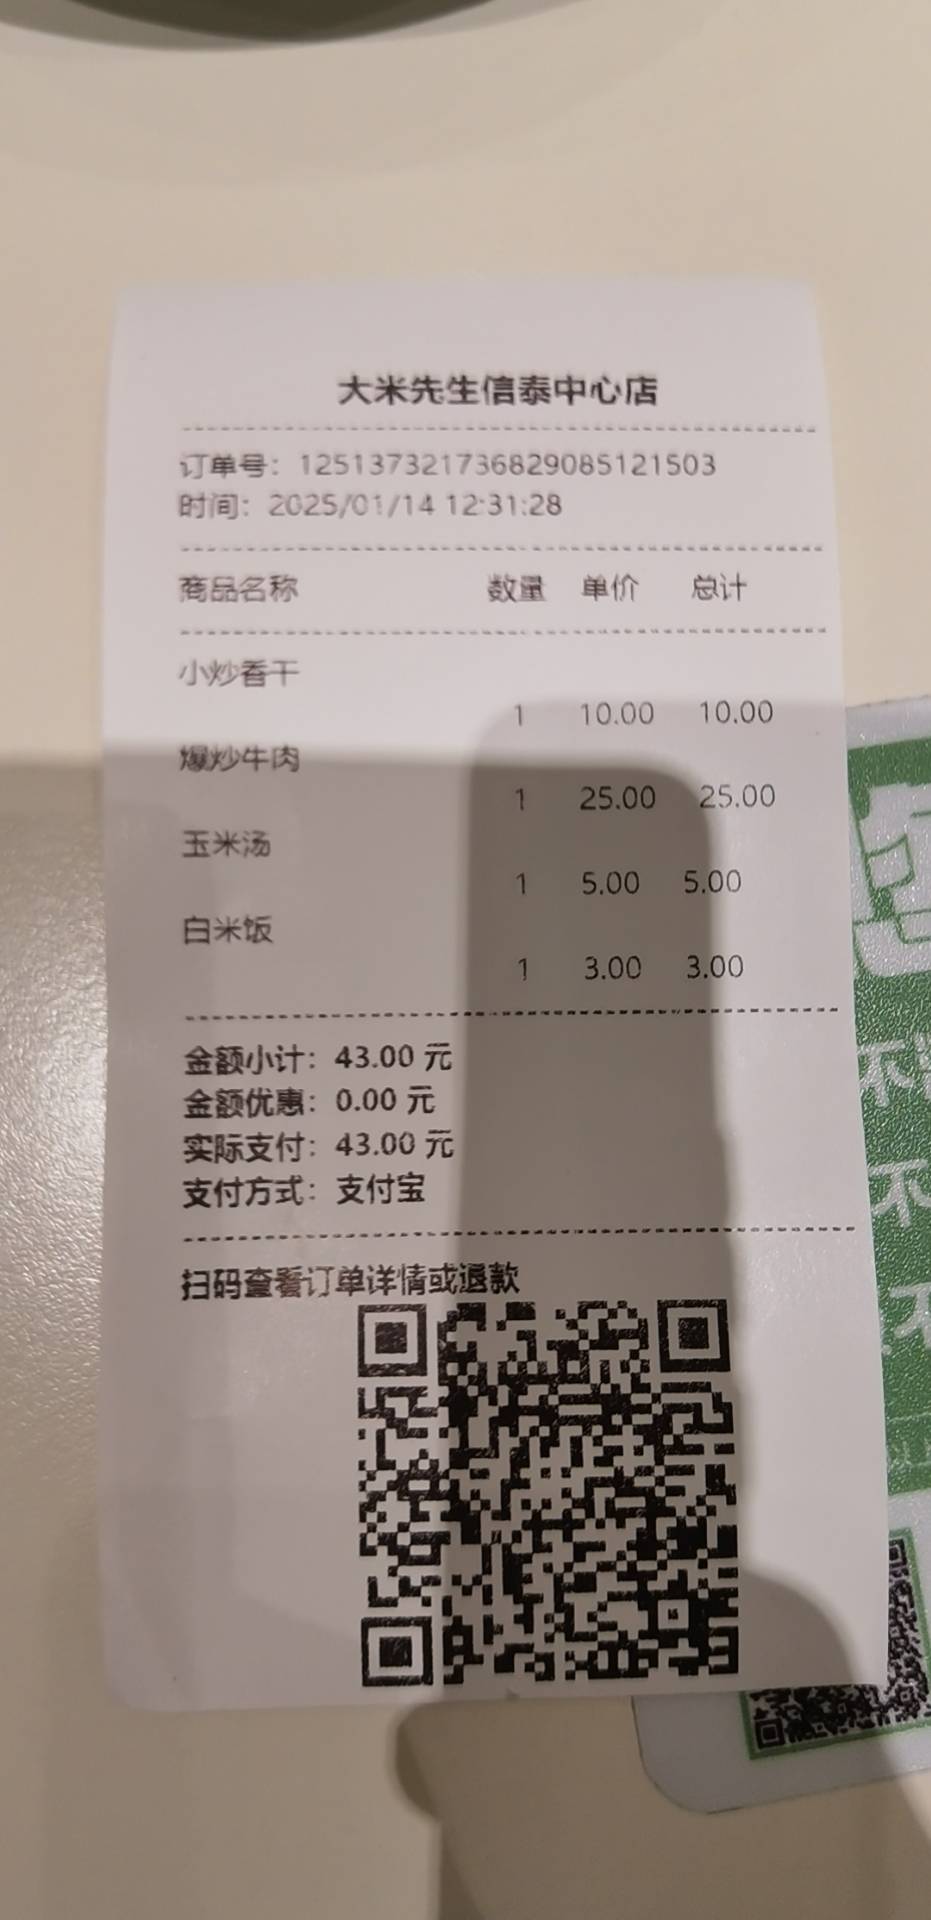 大米先生信泰中心店
订单号：125137321736829085121503
时间：2025/01/14 12:31:28
商品名称 数量 单价 总计
小炒香干
1 10.00 10.00
爆炒牛肉
1 25.00 25.00
玉米汤
1 5.00 5.00
白米饭
1 3.00 3.00
金额小计：43.00 元
金额优惠：0.00 元
实际支付：43.00 元
支付方式：支付宝
扫码查看订单详情或退款
不
不